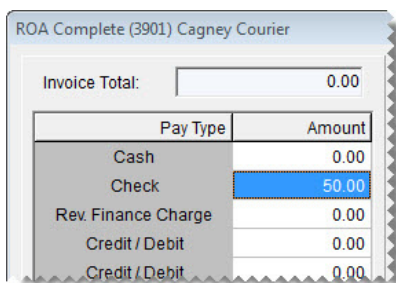 ROA Complete (3901) Cagney Courier
Invoice Total: 0.00
Pay Type Amount
Cash 0.00
Check 50.00
Rev. Finance Charge 0.00
Credit / Debit 0.00
Credit / Debit 0.00